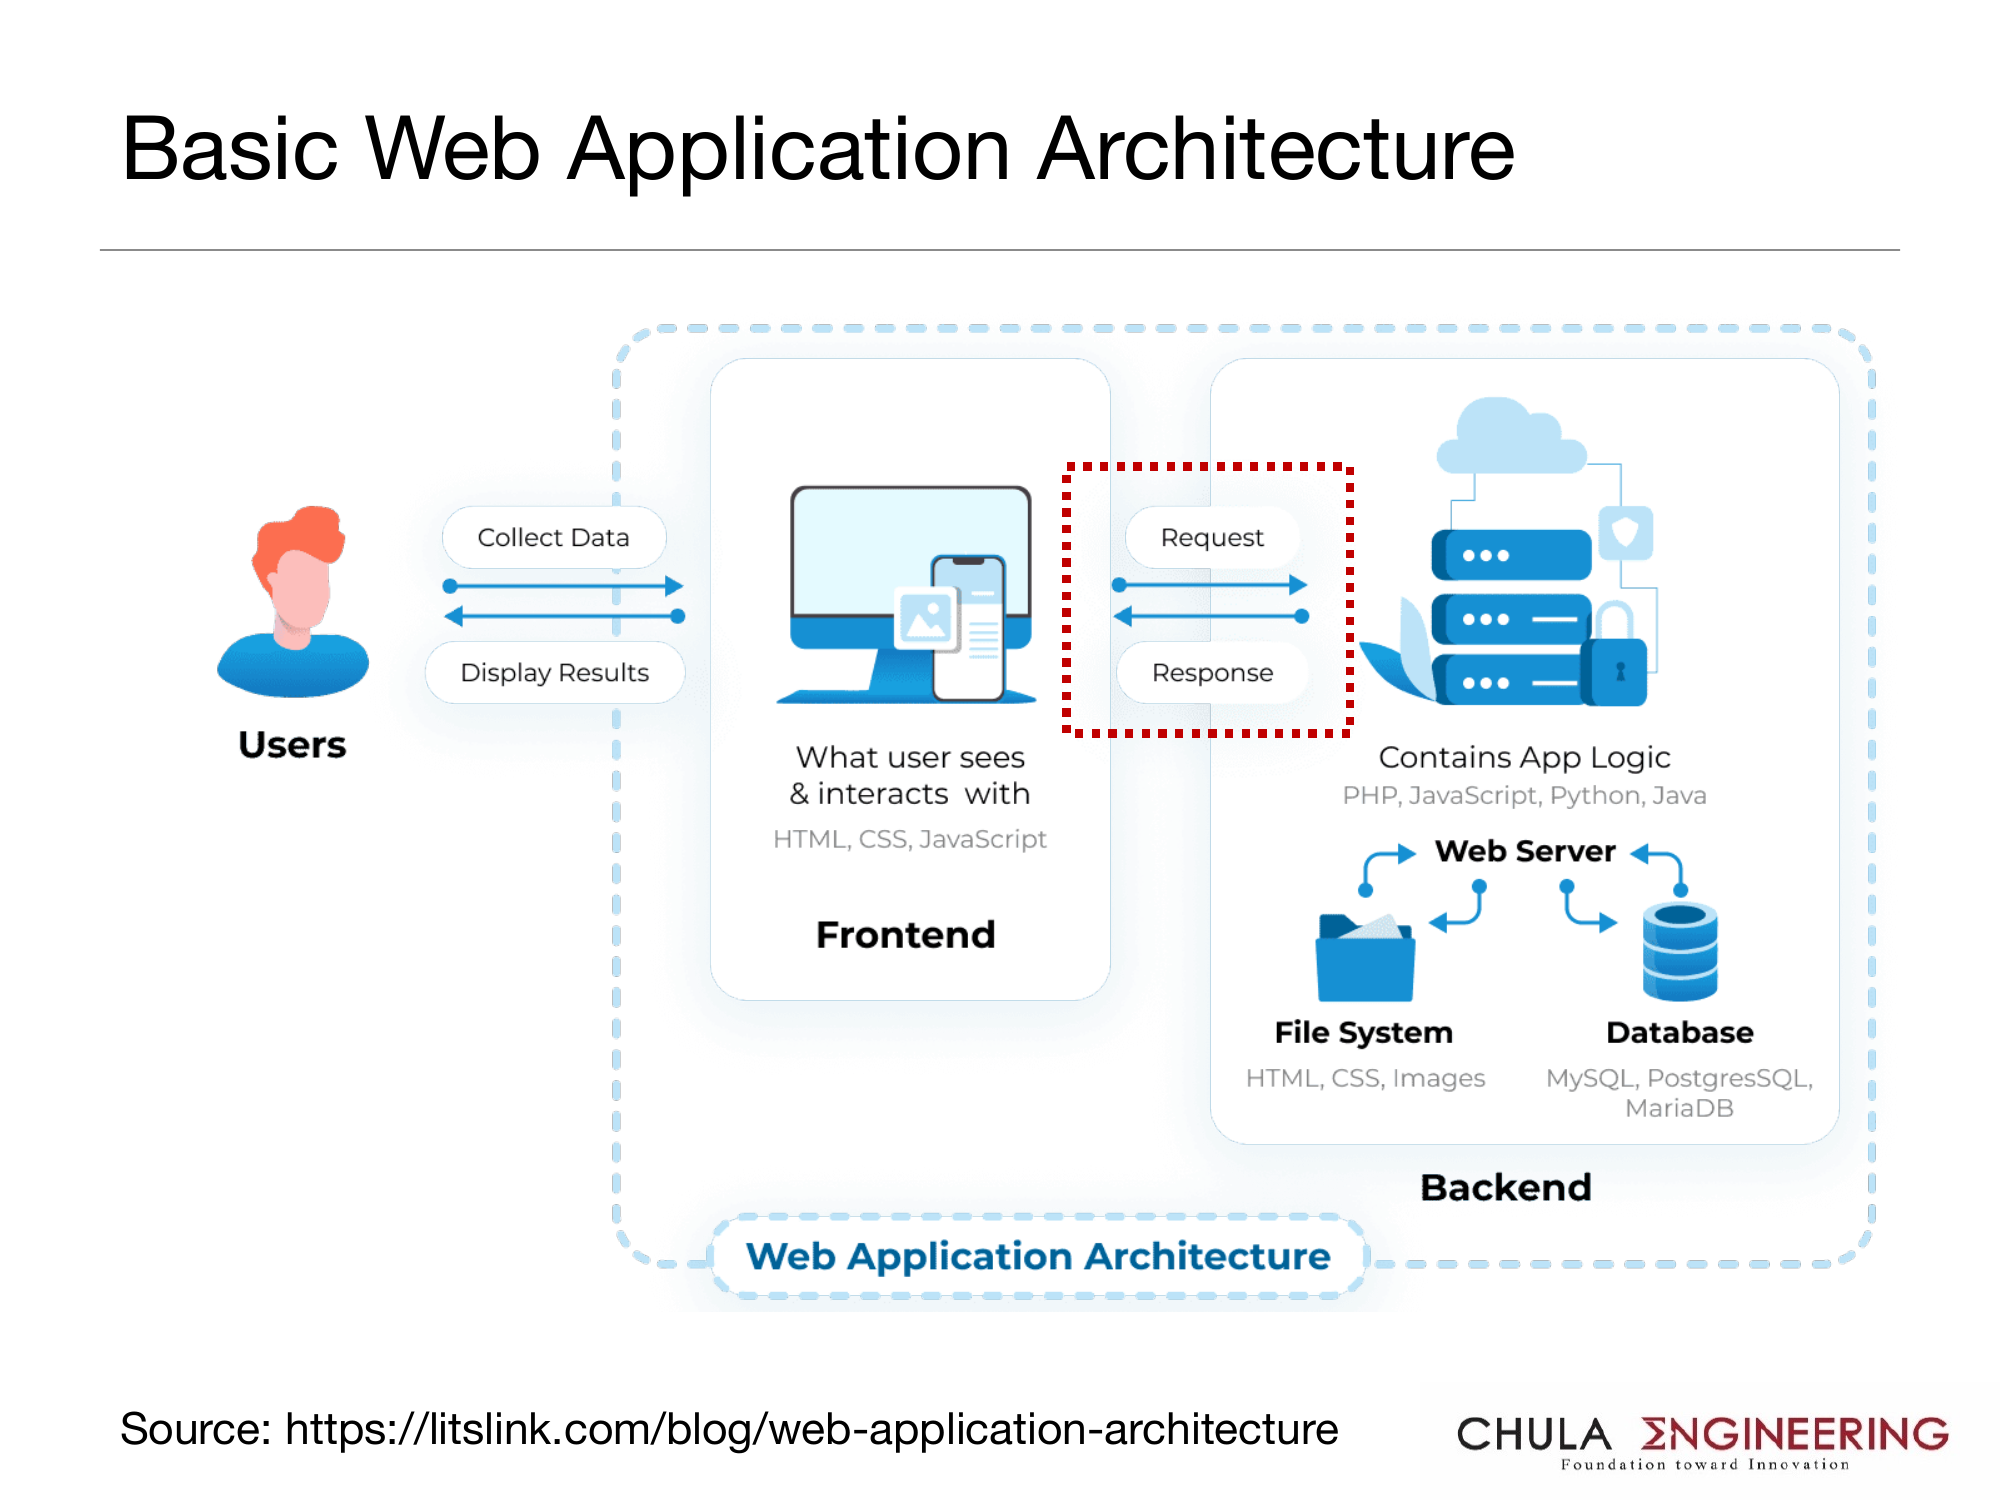 Basic Web Application Architecture
Collect Data
Display Results
Users
What user sees
& interacts with
HTML, CSS, JavaScript
Frontend
Request
Response
Contains App Logic
PHP, JavaScript, Python, Java
Web Server
File System
HTML, CSS, Images
Database
MySQL, PostgresSQL,
MariaDB
Backend
Web Application Architecture
Source: https://litslink.com/blog/web-application-architecture
CHULA ΣNGINEERING
Foundation toward Innovation